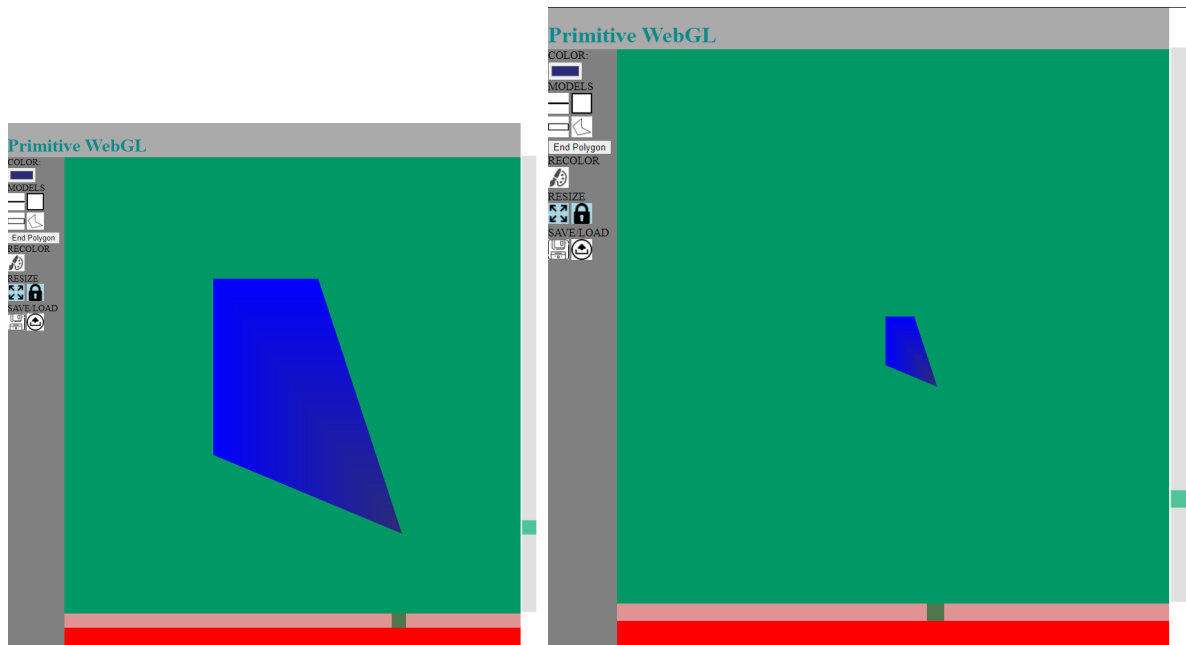 Primitive WebGL
COLOR:
MODELS
End Polygon
RECOLOR
RESIZE
SAVE/LOAD
Primitive WebGL
COLOR:
MODELS
End Polygon
RECOLOR
RESIZE
SAVE/LOAD